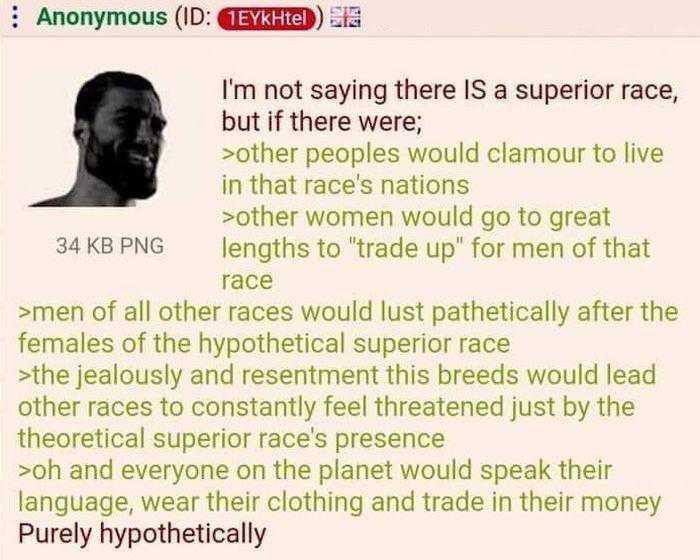 Anonymous (ID: 1EYkHtel)
I'm not saying there IS a superior race,
but if there were;
>other peoples would clamour to live
in that race's nations
>other women would go to great
lengths to "trade up" for men of that
race
34 KB PNG
>men of all other races would lust pathetically after the
females of the hypothetical superior race
>the jealously and resentment this breeds would lead
other races to constantly feel threatened just by the
theoretical superior race's presence
>oh and everyone on the planet would speak their
language, wear their clothing and trade in their money
Purely hypothetically